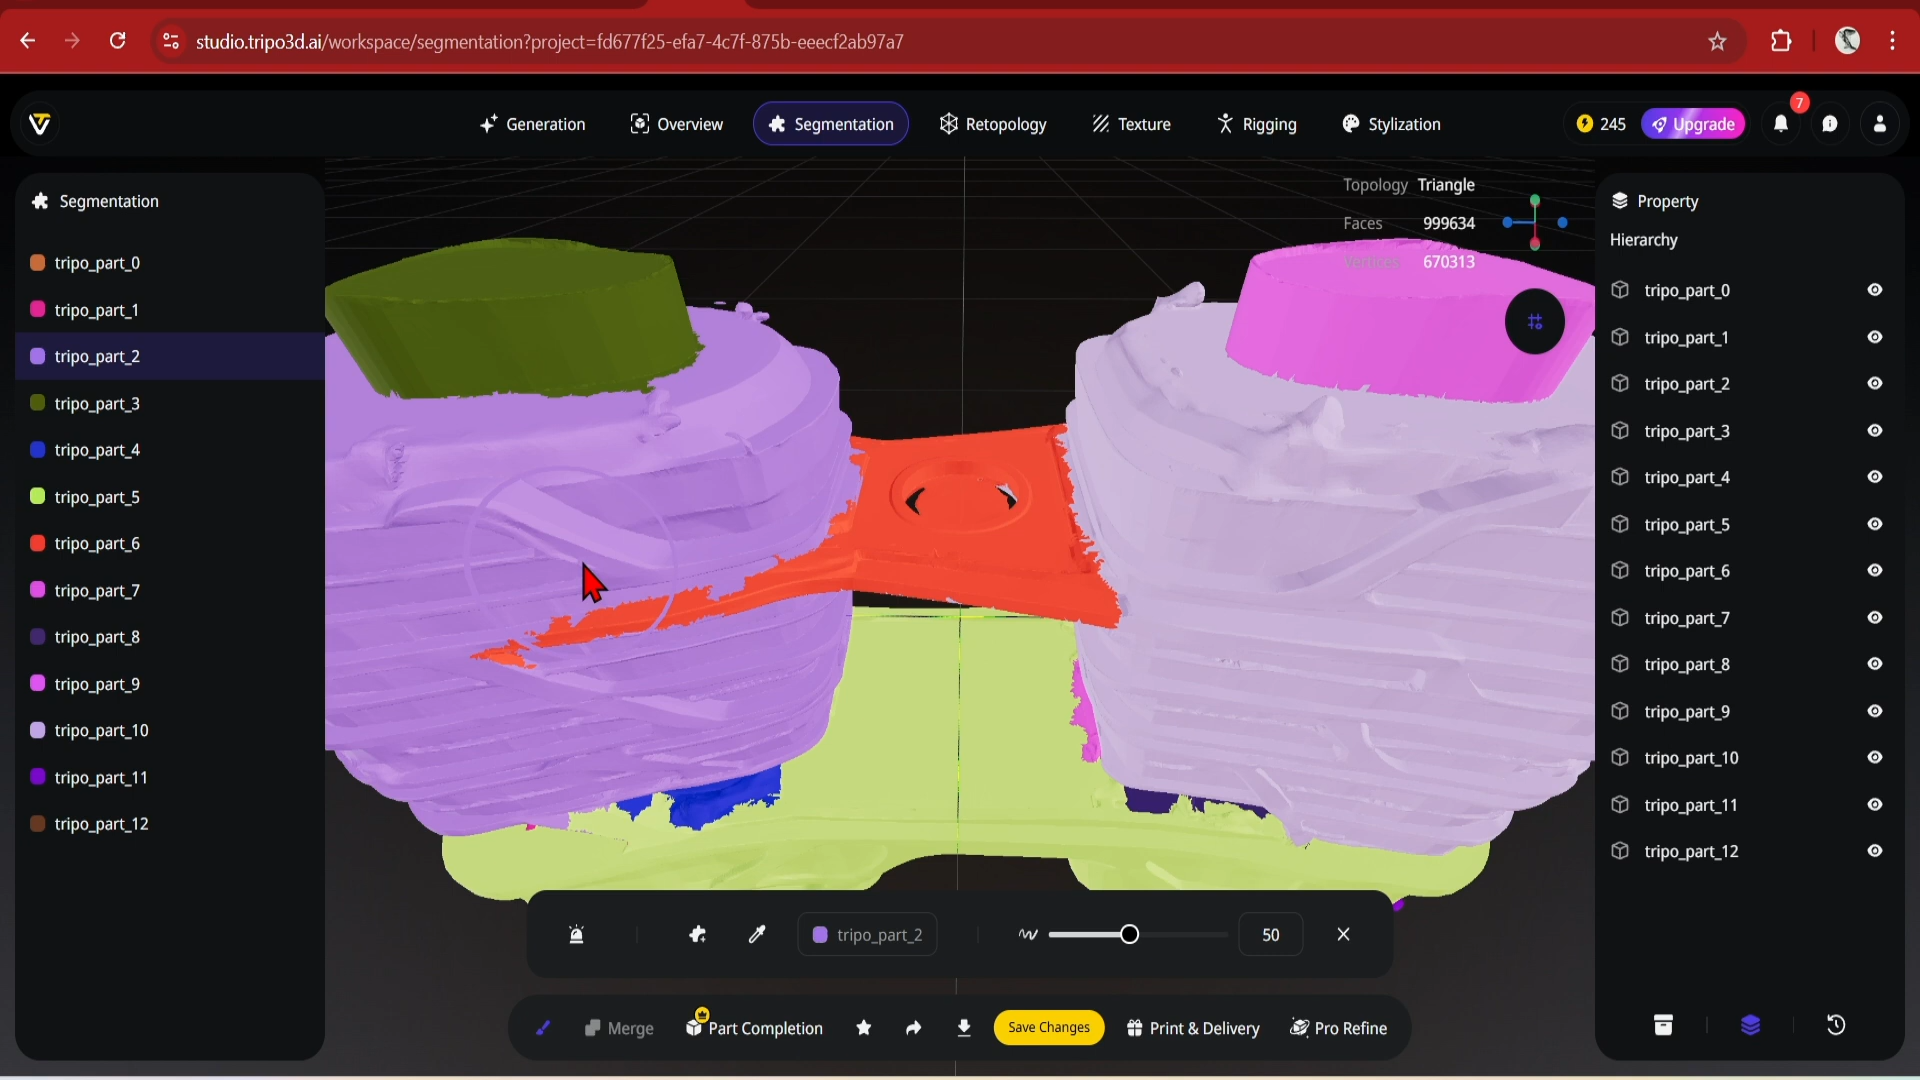 studio.tripo3d.ai/workspace/segmentation?project=fd677f25-efa7-4c7f-875b-eeecf2ab97a7
Generation
Overview
Segmentation
Retopology
Texture
Rigging
Stylization
245
Upgrade
7
Segmentation
tripo_part_0
tripo_part_1
tripo_part_2
tripo_part_3
tripo_part_4
tripo_part_5
tripo_part_6
tripo_part_7
tripo_part_8
tripo_part_9
tripo_part_10
tripo_part_11
tripo_part_12
Topology Triangle
Faces 999634
Vertices 670313
Property
Hierarchy
tripo_part_0
tripo_part_1
tripo_part_2
tripo_part_3
tripo_part_4
tripo_part_5
tripo_part_6
tripo_part_7
tripo_part_8
tripo_part_9
tripo_part_10
tripo_part_11
tripo_part_12
tripo_part_2
50
Merge
Part Completion
Save Changes
Print & Delivery
Pro Refine